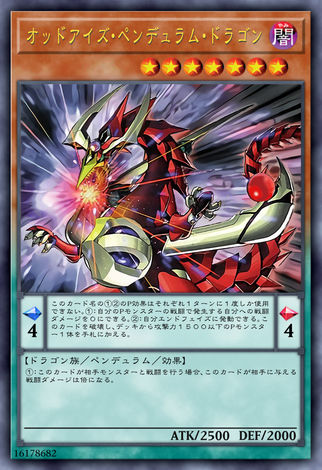 オッドアイズ・ペンデュラム・ドラゴン
やみ
闇
このカード名の①②のP効果はそれぞれ1ターンに1度しか使用
できない。①:自分のPモンスターの戦闘で発生する自分への戦闘
ダメージを0にできる。②:自分エンドフェイズに発動できる。こ
のカードを破壊し、デッキから攻撃力1500以下のPモンスタ
ー1体を手札に加える。
4
4
【ドラゴン族/ペンデュラム/効果】
①:このカードが相手モンスターと戦闘を行う場合、このカードが相手に与える
戦闘ダメージは倍になる。
ATK/2500 DEF/2000
16178682